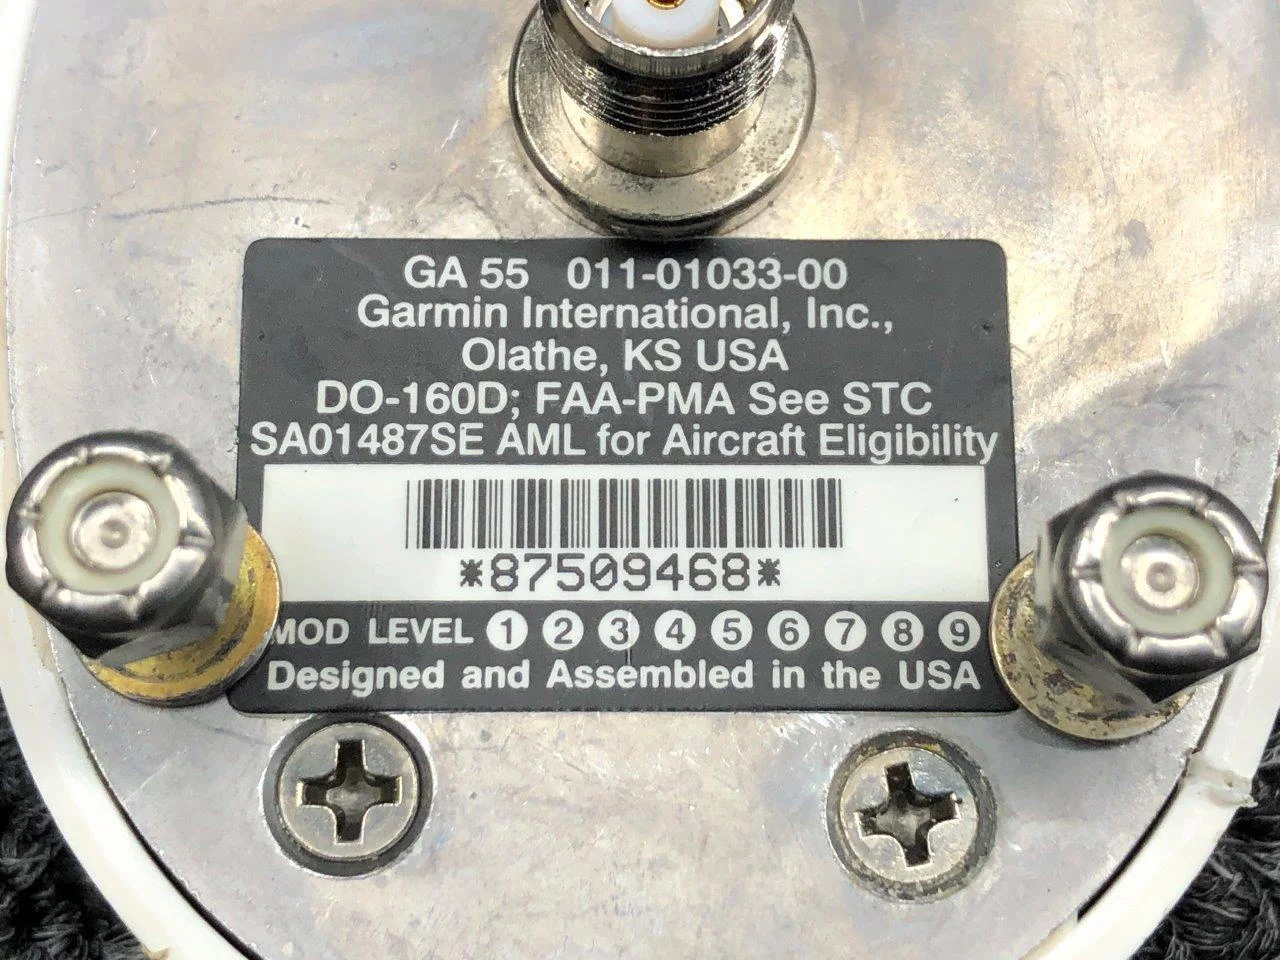 GA 55 011-01033-00
Garmin International, Inc.,
Olathe, KS USA
DO-160D; FAA-PMA See STC
SA01487SE AML for Aircraft Eligibility
*87509468*
MOD LEVEL 1 2 3 4 5 6 7 8 9
Designed and Assembled in the USA